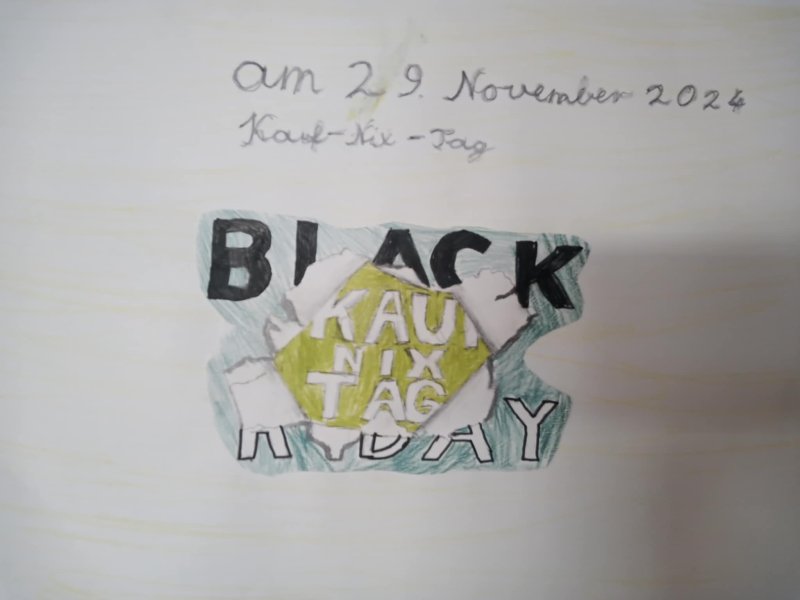 am 29. November 2024
Kauf-Nix-Tag
BLACK
KAUF
NIX
TAG
DAY